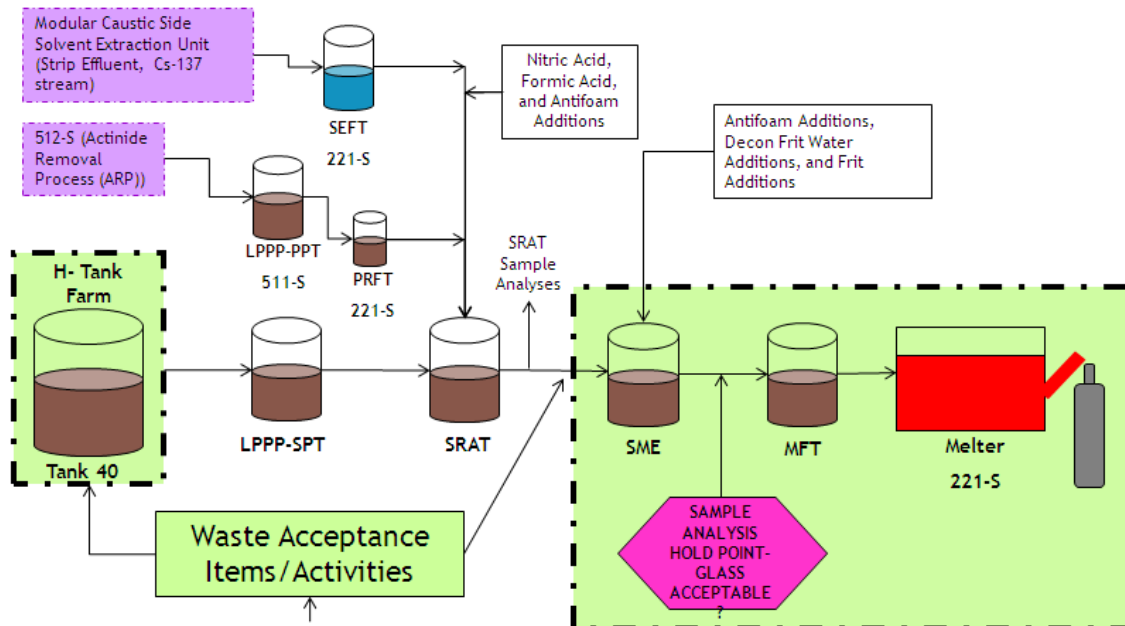 Modular Caustic Side
Solvent Extraction Unit
(Strip Effluent, Cs-137
stream)
SEFT
221-S
Nitric Acid,
Formic Acid,
and Antifoam
Additions
Antifoam Additions,
Decon Frit Water
Additions, and Frit
Additions
512-S (Actinide
Removal
Process (ARP))
LPPP-PPT
511-S
PRFT
221-S
SRAT
Sample
Analyses
H- Tank
Farm
Tank 40
LPPP-SPT
SRAT
SME
MFT
Melter
221-S
Waste Acceptance
Items/Activities
SAMPLE
ANALYSIS
HOLD POINT-
GLASS
ACCEPTABLE
?